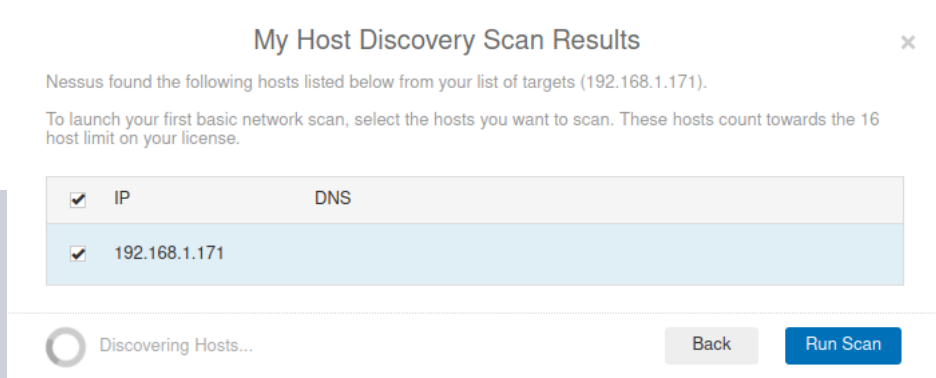 My Host Discovery Scan Results
×
Nessus found the following hosts listed below from your list of targets (192.168.1.171).
To launch your first basic network scan, select the hosts you want to scan. These hosts count towards the 16
host limit on your license.
IP DNS
192.168.1.171
Discovering Hosts... Back Run Scan